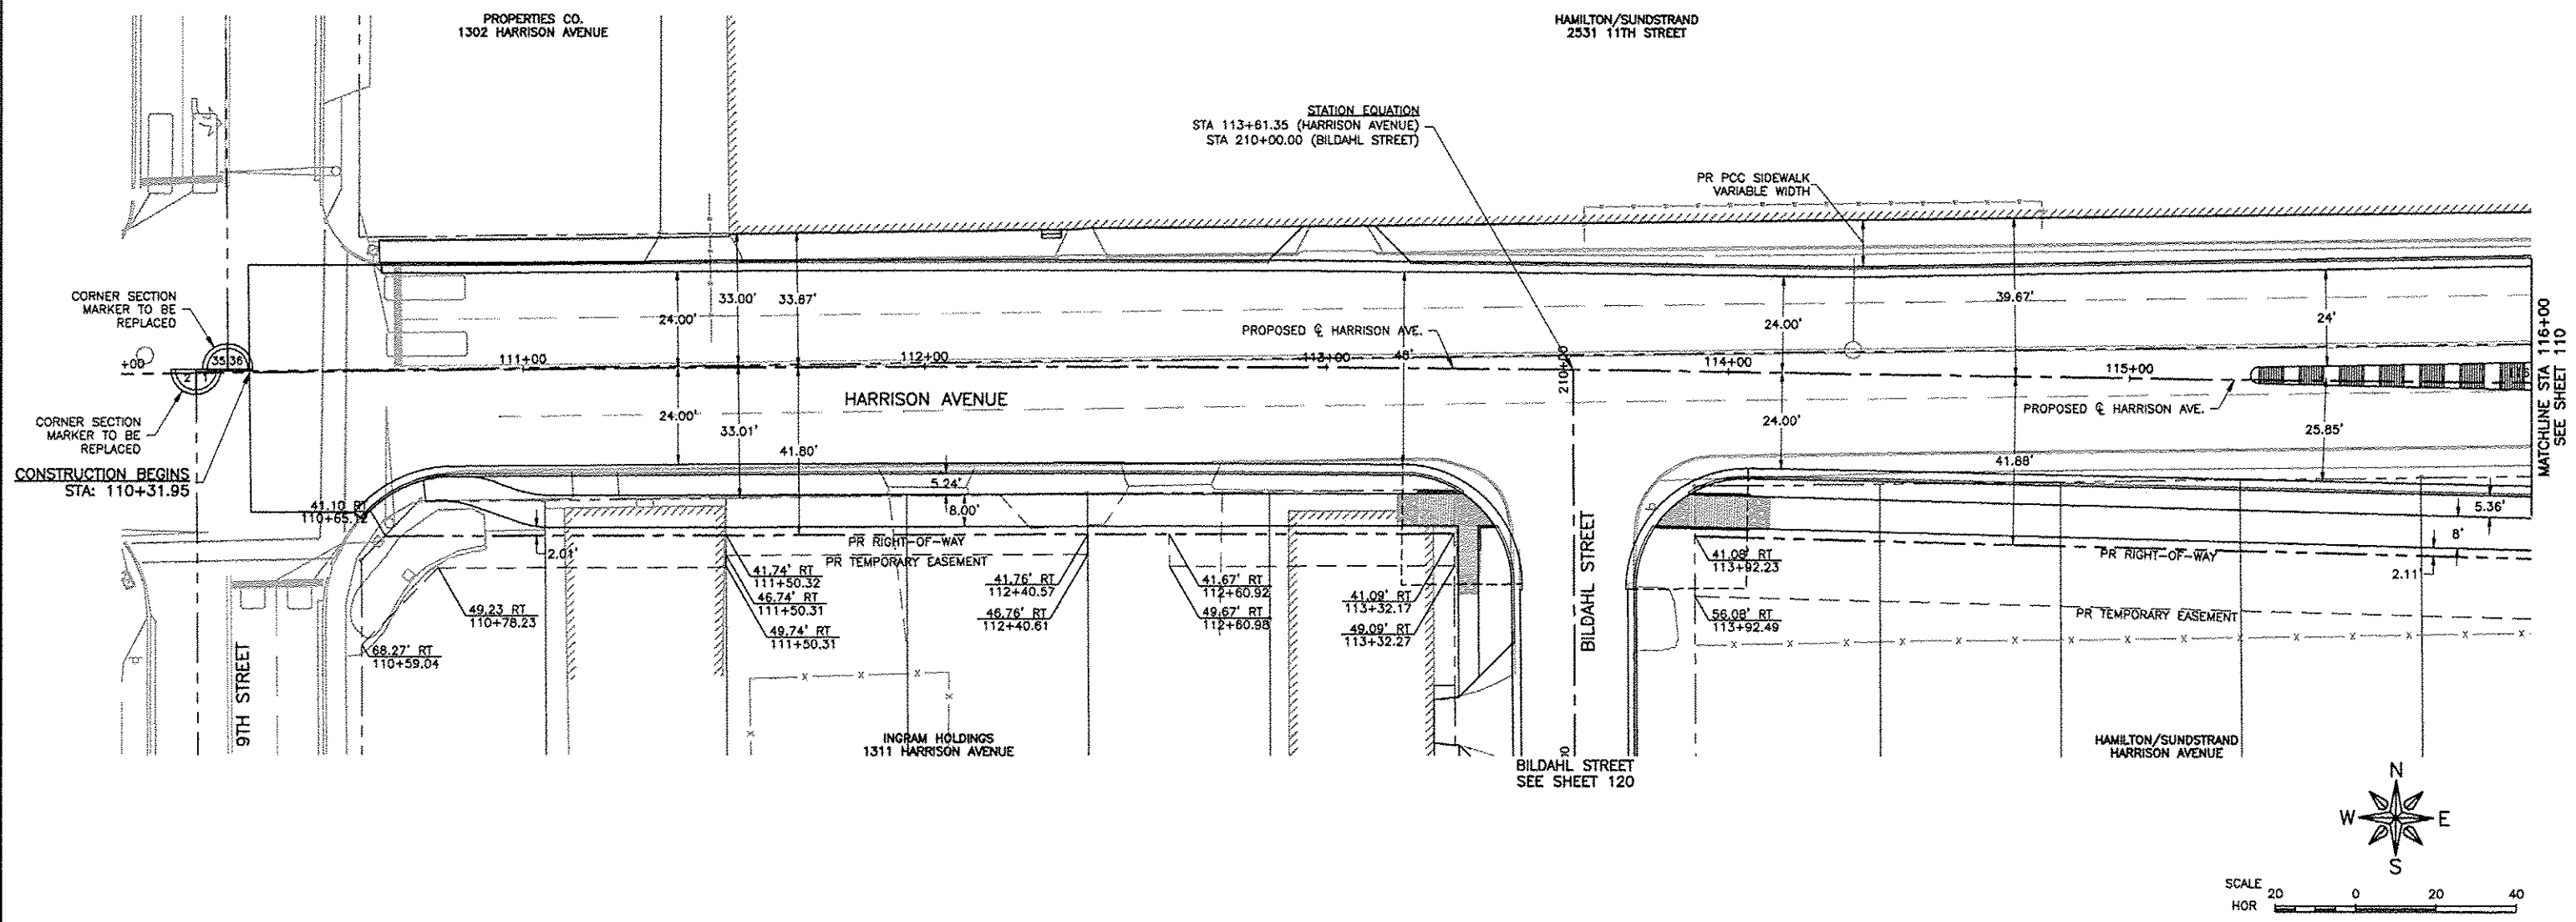 PROPERTIES CO.
1302 HARRISON AVENUE
HAMILTON/SUNDSTRAND
2531 11TH STREET
STATION EQUATION
STA 113+61.35 (HARRISON AVENUE)
STA 210+00.00 (BILDAHL STREET)
PR PCC SIDEWALK
VARIABLE WIDTH
CORNER SECTION
MARKER TO BE
REPLACED
33.00'
33.87'
39.67'
24.00'
24.00'
24'
PROPOSED ℄ HARRISON AVE.
35 36
2 1
+00
111+00
112+00
113+00
48'
210+00
114+00
115+00
MATCHLINE STA 116+00
SEE SHEET 110
HARRISON AVENUE
PROPOSED ℄ HARRISON AVE.
CORNER SECTION
MARKER TO BE
REPLACED
24.00'
33.01'
41.80'
24.00'
25.85'
41.88'
CONSTRUCTION BEGINS
STA: 110+31.95
41.10 RT
5.24'
8.00'
5.36'
8'
2.01'
2.11'
PR RIGHT-OF-WAY
PR TEMPORARY EASEMENT
PR RIGHT-OF-WAY
PR TEMPORARY EASEMENT
41.74' RT
111+50.32
46.74' RT
111+50.31
49.74' RT
111+50.31
41.76' RT
112+40.57
46.76' RT
112+40.61
41.67' RT
112+60.92
49.67' RT
112+60.98
41.09' RT
113+32.17
49.09' RT
113+32.27
41.08' RT
113+92.23
56.08' RT
113+92.49
49.23 RT
110+78.23
68.27' RT
110+59.04
9TH STREET
BILDAHL STREET
INGRAM HOLDINGS
1311 HARRISON AVENUE
HAMILTON/SUNDSTRAND
HARRISON AVENUE
BILDAHL STREET
SEE SHEET 120
N
W E
S
SCALE 20 0 20 40
HOR